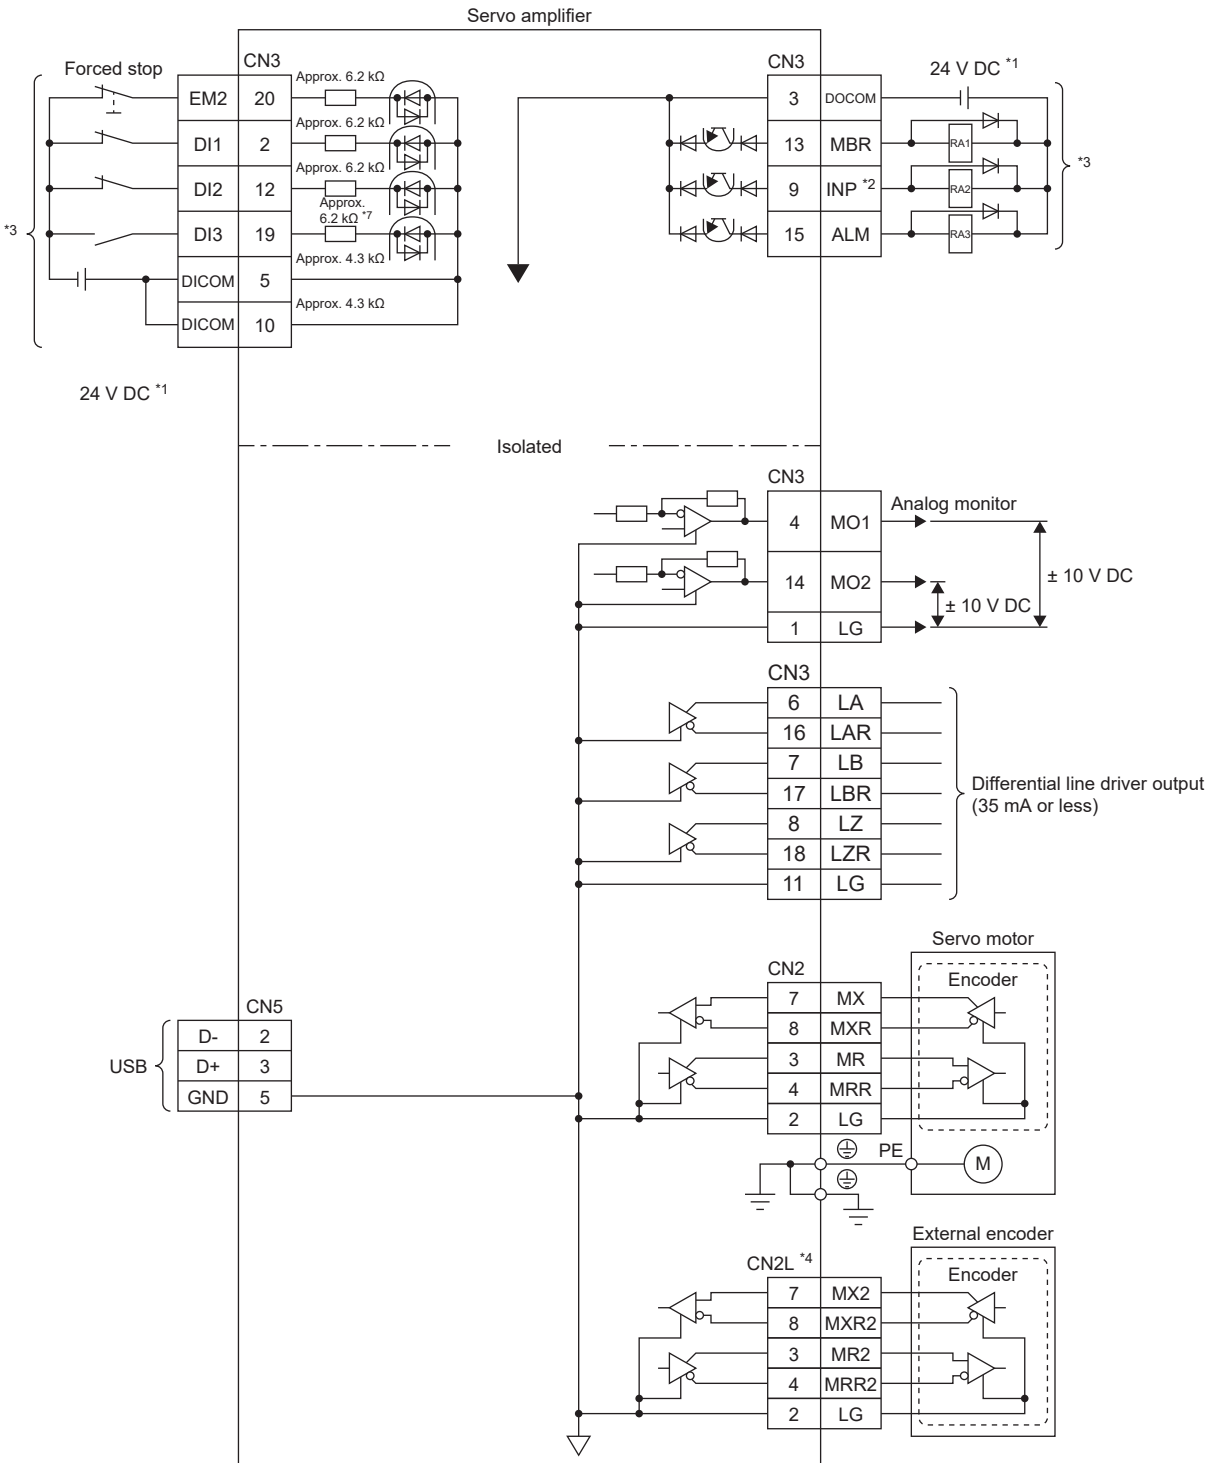 Servo amplifier
Forced stop
CN3
EM2 20 Approx. 6.2 kΩ
DI1 2 Approx. 6.2 kΩ
DI2 12 Approx. 6.2 kΩ
DI3 19 Approx. 6.2 kΩ *7
DICOM 5 Approx. 4.3 kΩ
DICOM 10 Approx. 4.3 kΩ
*3
24 V DC *1
CN3
24 V DC *1
3 DOCOM
13 MBR RA1
9 INP *2 RA2
15 ALM RA3
*3
Isolated
CN3
Analog monitor
4 MO1
14 MO2
1 LG
± 10 V DC
± 10 V DC
CN3
6 LA
16 LAR
7 LB
17 LBR
8 LZ
18 LZR
11 LG
Differential line driver output
(35 mA or less)
Servo motor
Encoder
CN2
7 MX
8 MXR
3 MR
4 MRR
2 LG
PE
M
CN5
USB
D- 2
D+ 3
GND 5
External encoder
Encoder
CN2L *4
7 MX2
8 MXR2
3 MR2
4 MRR2
2 LG